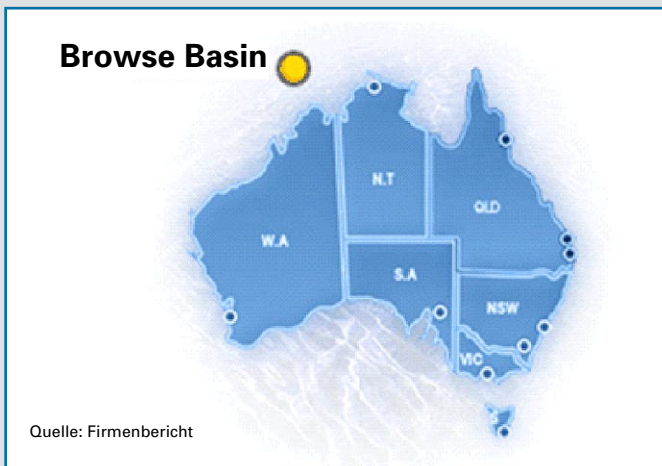 Browse Basin
N.T
QLD
W.A
S.A
NSW
VIC
Quelle: Firmenbericht